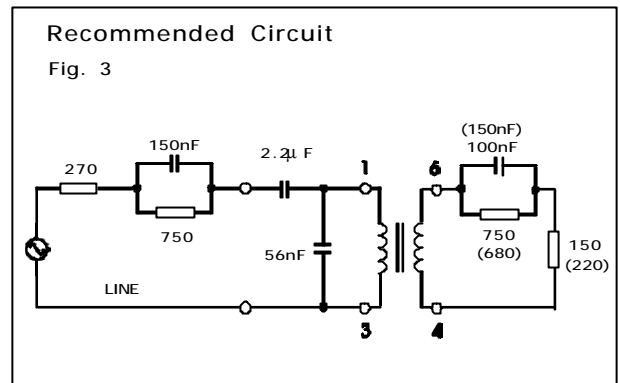 Recommended Circuit
Fig. 3
(150nF)
150nF
100nF
2.2μ F
270
1
6
750
56nF
750
(680)
150
(220)
LINE
3
4